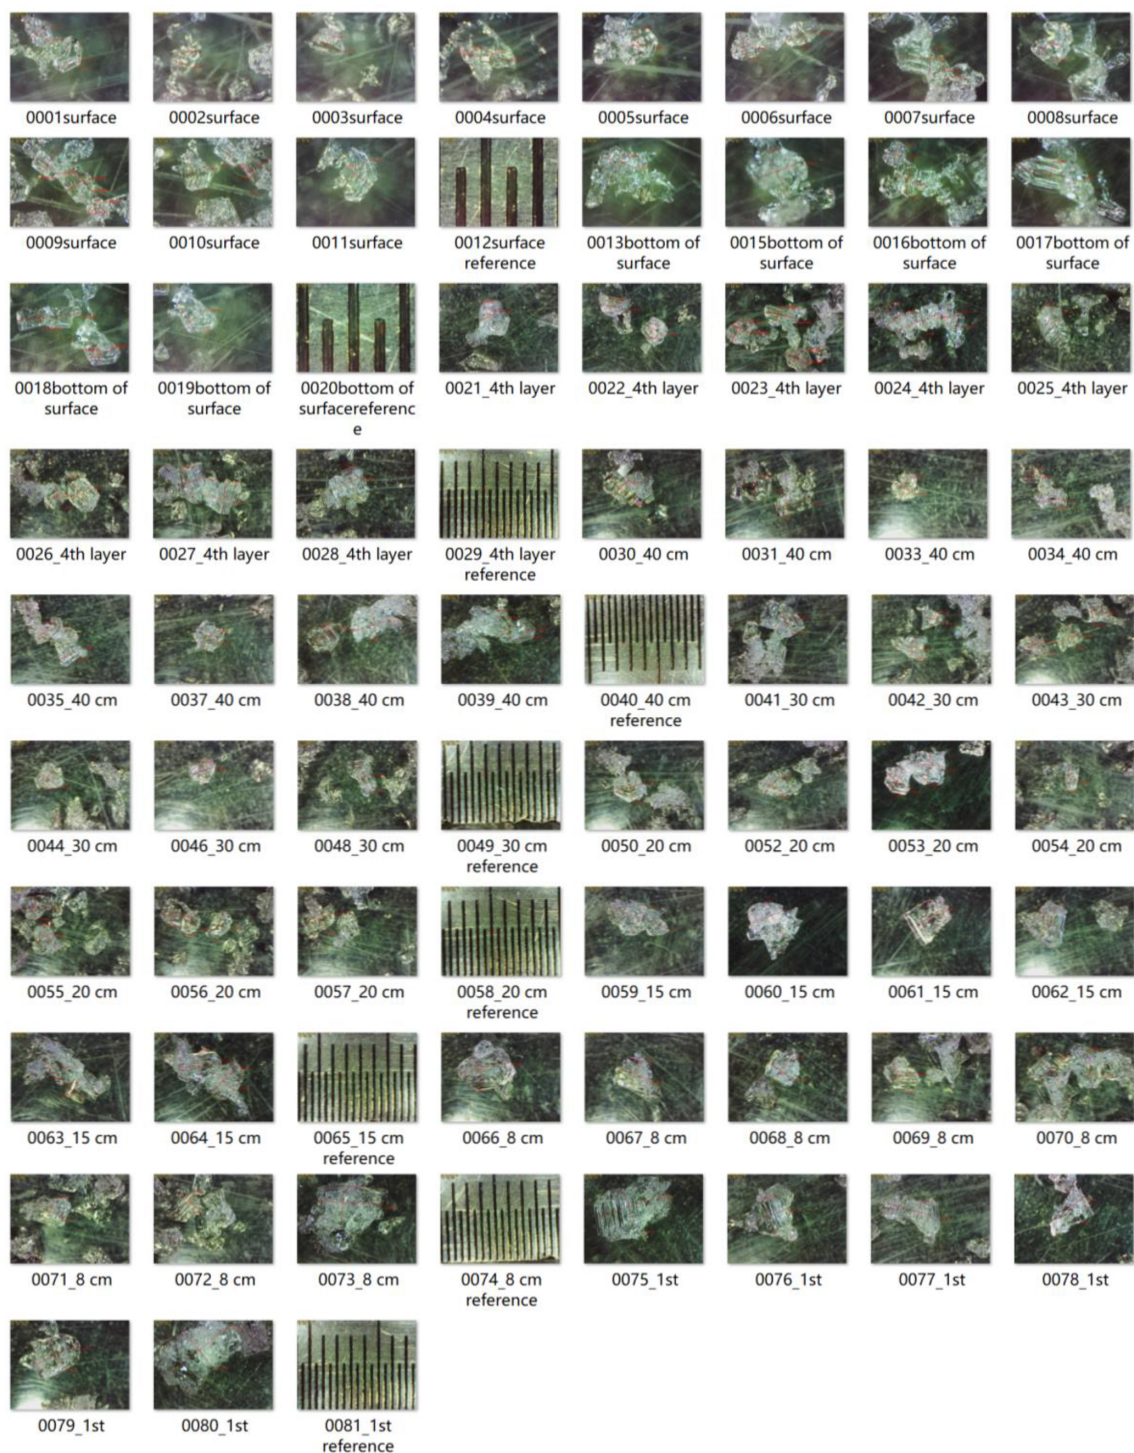 0001surface
0002surface
0003surface
0004surface
0005surface
0006surface
0007surface
0008surface
0009surface
0010surface
0011surface
0012surface
reference
0013bottom of
surface
0015bottom of
surface
0016bottom of
surface
0017bottom of
surface
0018bottom of
surface
0019bottom of
surface
0020bottom of
surfacereferenc
e
0021_4th layer
0022_4th layer
0023_4th layer
0024_4th layer
0025_4th layer
0026_4th layer
0027_4th layer
0028_4th layer
0029_4th layer
reference
0030_40 cm
0031_40 cm
0033_40 cm
0034_40 cm
0035_40 cm
0037_40 cm
0038_40 cm
0039_40 cm
0040_40 cm
reference
0041_30 cm
0042_30 cm
0043_30 cm
0044_30 cm
0046_30 cm
0048_30 cm
0049_30 cm
reference
0050_20 cm
0052_20 cm
0053_20 cm
0054_20 cm
0055_20 cm
0056_20 cm
0057_20 cm
0058_20 cm
reference
0059_15 cm
0060_15 cm
0061_15 cm
0062_15 cm
0063_15 cm
0064_15 cm
0065_15 cm
reference
0066_8 cm
0067_8 cm
0068_8 cm
0069_8 cm
0070_8 cm
0071_8 cm
0072_8 cm
0073_8 cm
0074_8 cm
reference
0075_1st
0076_1st
0077_1st
0078_1st
0079_1st
0080_1st
0081_1st
reference